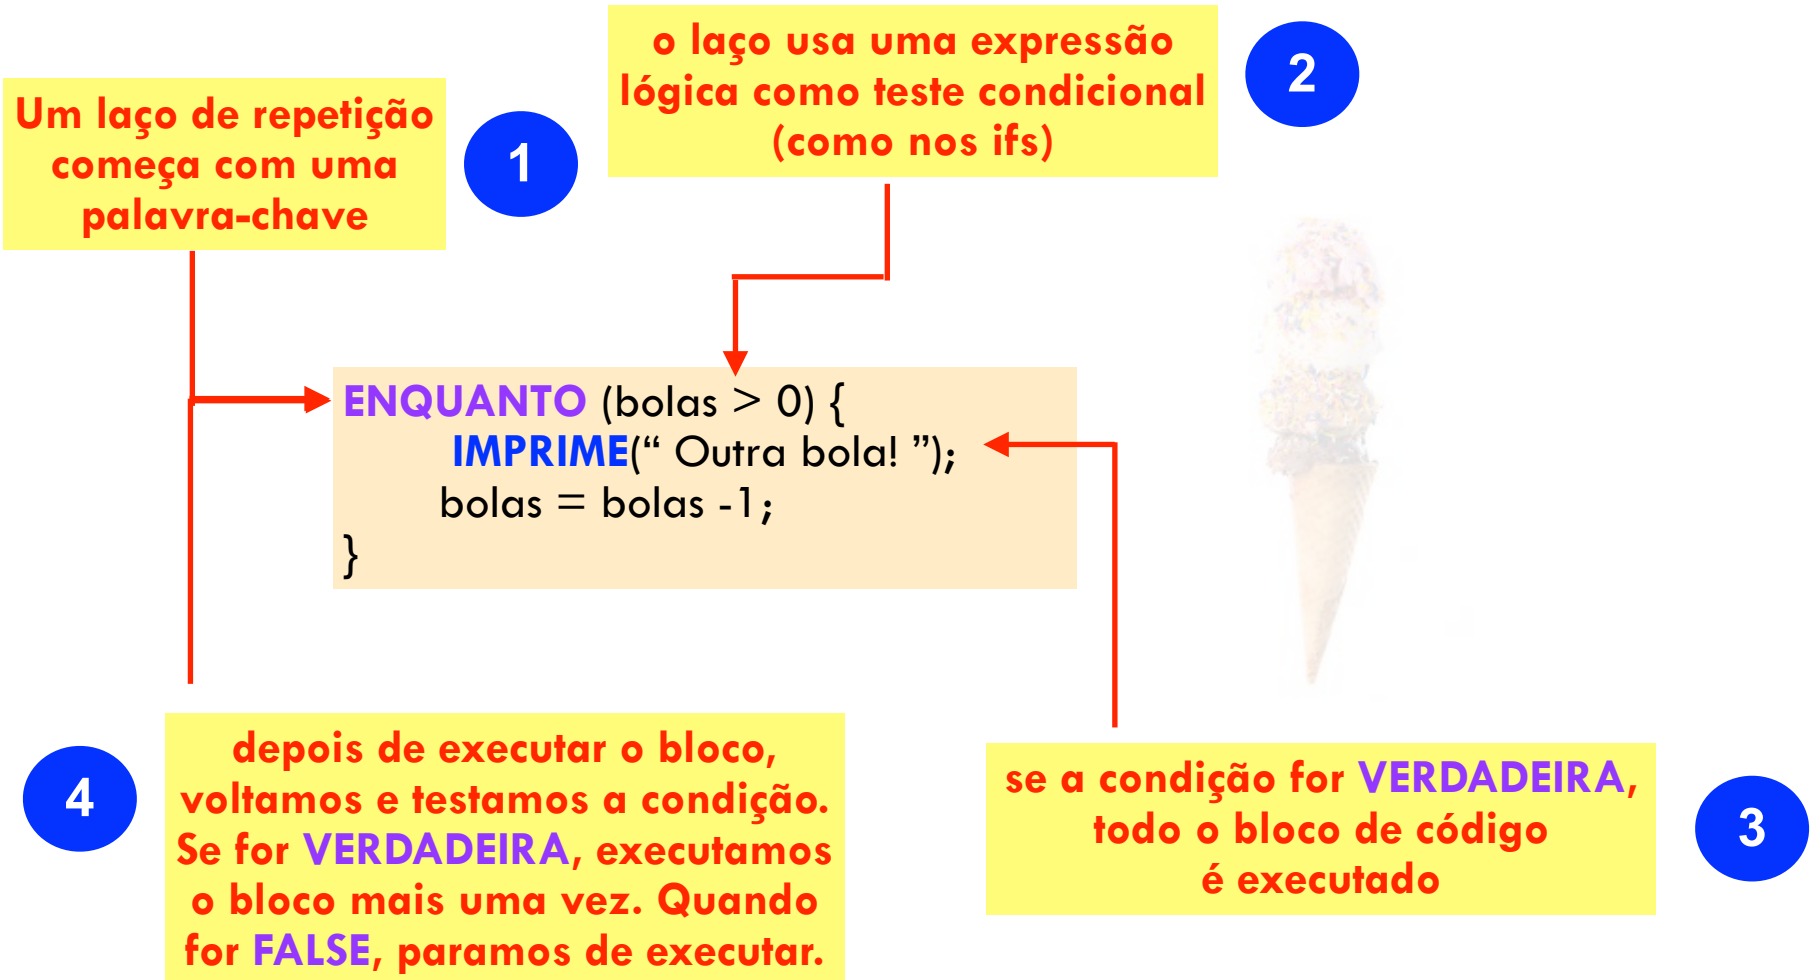 Um laço de repetição
começa com uma
palavra-chave
1
o laço usa uma expressão
lógica como teste condicional
(como nos ifs)
2
ENQUANTO (bolas > 0) {
IMPRIME(“ Outra bola! ”);
bolas = bolas -1;
}
se a condição for VERDADEIRA,
todo o bloco de código
é executado
3
4
depois de executar o bloco,
voltamos e testamos a condição.
Se for VERDADEIRA, executamos
o bloco mais uma vez. Quando
for FALSE, paramos de executar.